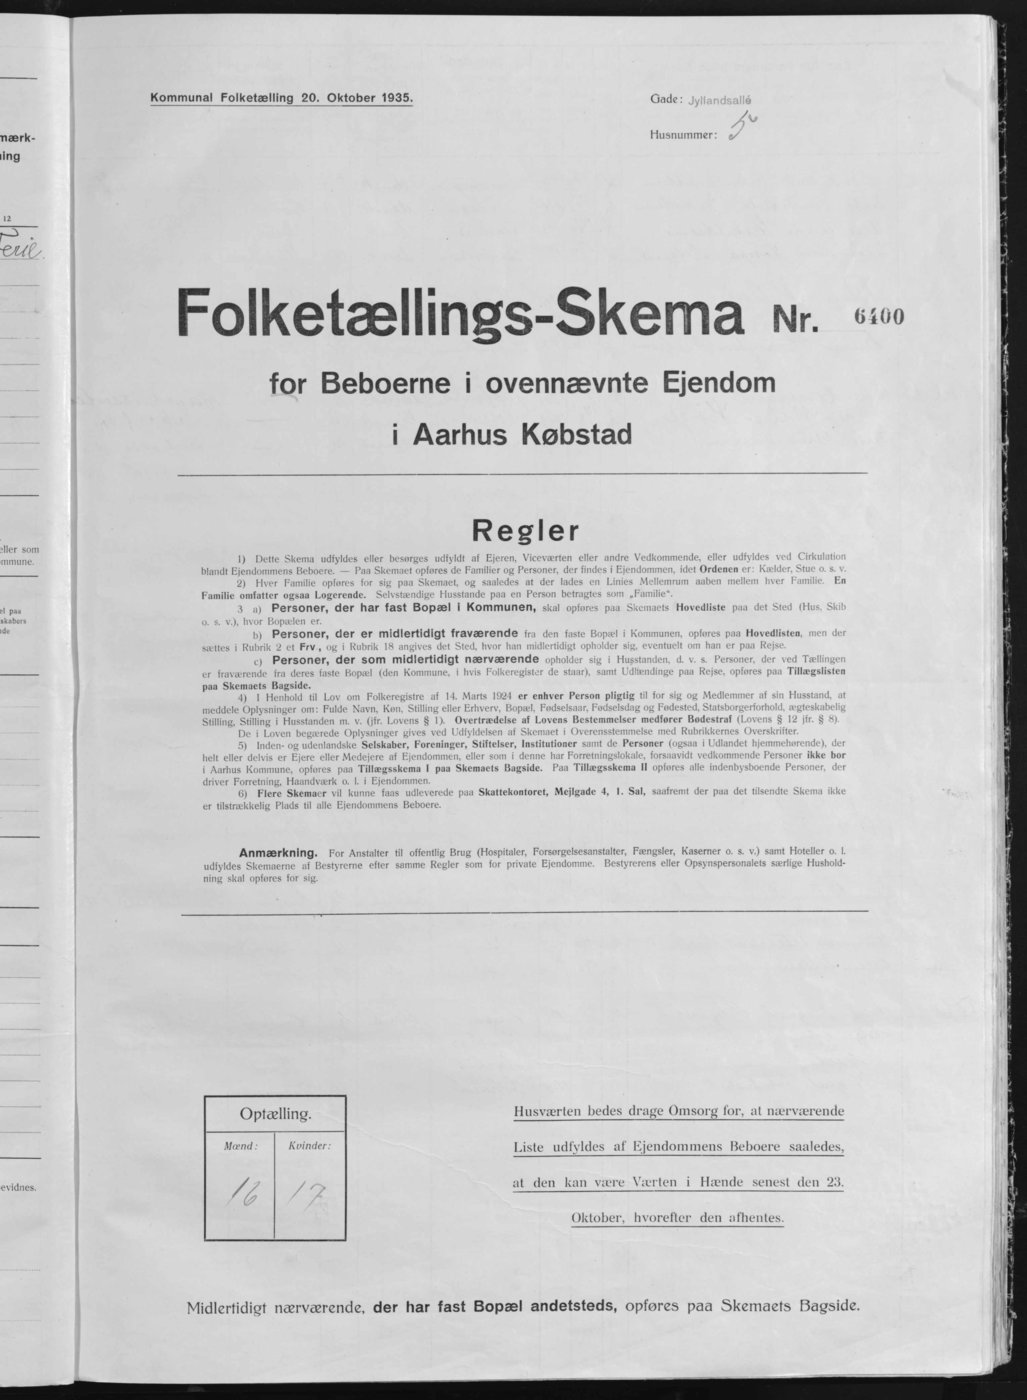 mærk-
ning
12
Kommunal Folketælling 20. Oktober 1935.
Gade: Jyllandsallé
Husnummer: 5
Folketællings-Skema Nr. 6400
for Beboerne i ovennævnte Ejendom
i Aarhus Købstad
Regler
1) Dette Skema udfyldes eller besørges udfyldt af Ejeren, Viceværten eller andre Vedkommende, eller udfyldes ved Cirkulation
blandt Ejendommens Beboere. — Paa Skemaet opføres de Familier og Personer, der findes i Ejendommen, idet Ordenen er: Kælder, Stue o. s. v.
2) Hver Familie opføres for sig paa Skemaet, og saaledes at der lades en Linies Mellemrum aaben mellem hver Familie. En
Familie omfatter ogsaa Logerende. Selvstændige Husstande paa en Person betragtes som „Familie".
3 a) Personer, der har fast Bopæl i Kommunen, skal opføres paa Skemaets Hovedliste paa det Sted (Hus, Skib
o. s. v.), hvor Bopælen er.
b) Personer, der er midlertidigt fraværende fra den faste Bopæl i Kommunen, opføres paa Hovedlisten, men der
sættes i Rubrik 2 et Frv., og i Rubrik 18 angives det Sted, hvor han midlertidigt opholder sig, eventuelt om han er paa Rejse.
c) Personer, der som midlertidigt nærværende opholder sig i Husstanden, d. v. s. Personer, der ved Tællingen
er fraværende fra deres faste Bopæl (den Kommune, i hvis Folkeregister de staar), samt Udlændinge paa Rejse, opføres paa Tillægslisten
paa Skemaets Bagside.
4) I Henhold til Lov om Folkeregistre af 14. Marts 1924 er enhver Person pligtig til for sig og Medlemmer af sin Husstand, at
meddele Oplysninger om: Fulde Navn, Køn, Stilling eller Erhverv, Bopæl, Fødselsaar, Fødselsdag og Fødested, Statsborgerforhold, ægteskabelig
Stilling, Stilling i Husstanden m. v. (jfr. Lovens § 1). Overtrædelse af Lovens Bestemmelser medfører Bødestraf (Lovens § 12 jfr. § 8).
De i Loven begærede Oplysninger gives ved Udfyldelsen af Skemaet i Overensstemmelse med Rubrikkernes Overskrifter.
5) Inden- og udenlandske Selskaber, Foreninger, Stiftelser, Institutioner samt de Personer (ogsaa i Udlandet hjemmehørende), der
helt eller delvis er Ejere eller Medejere af Ejendommen, eller som i denne har Forretningslokale, forsaavidt vedkommende Personer ikke bor
i Aarhus Kommune, opføres paa Tillægsskema I paa Skemaets Bagside. Paa Tillægsskema II opføres alle indenbysboende Personer, der
driver Forretning, Haandværk o. l. i Ejendommen.
6) Flere Skemaer vil kunne faas udleverede paa Skattekontoret, Mejlgade 4, 1. Sal, saafremt der paa det tilsendte Skema ikke
er tilstrækkelig Plads til alle Ejendommens Beboere.
Anmærkning. For Anstalter til offentlig Brug (Hospitaler, Forsørgelsesanstalter, Fængsler, Kaserner o. s. v.) samt Hoteller o. l.
udfyldes Skemaerne af Bestyrerne efter samme Regler som for private Ejendomme. Bestyrerens eller Opsynspersonalets særlige Hushold-
ning skal opføres for sig.
Optælling.
Mænd: Kvinder:
16 17
Husværten bedes drage Omsorg for, at nærværende
Liste udfyldes af Ejendommens Beboere saaledes,
at den kan være Værten i Hænde senest den 23.
Oktober, hvorefter den afhentes.
Midlertidigt nærværende, der har fast Bopæl andetsteds, opføres paa Skemaets Bagside.
eller som
ommune.
el paa
skabers
evidnes.